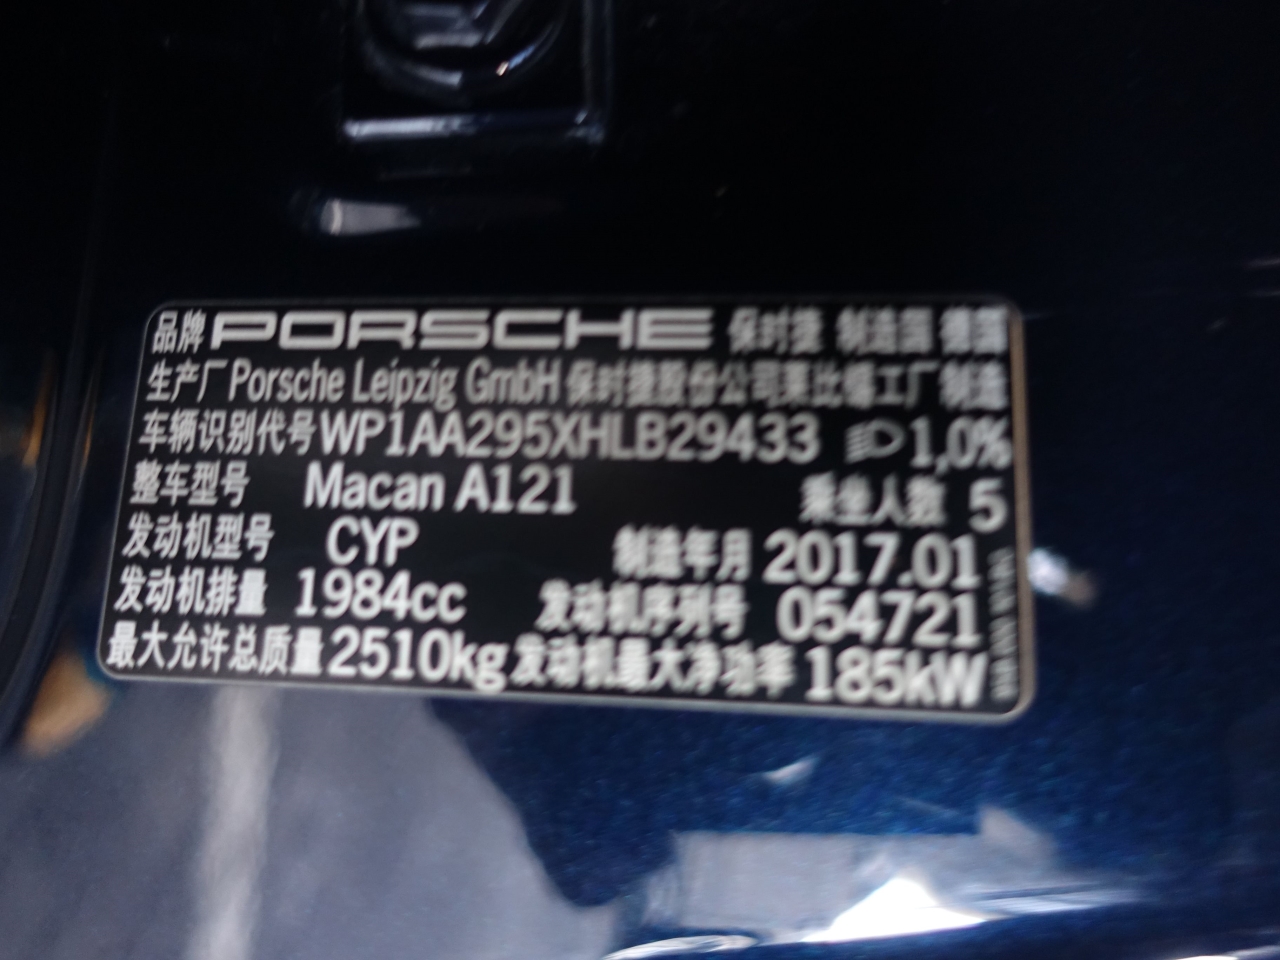 品牌 PORSCHE 保时捷 制造国 德国
生产厂 Porsche Leipzig GmbH 保时捷股份公司莱比锡工厂 制造
车辆识别代号 WP1AA295XHLB29433 1,0%
整车型号 Macan A121 乘坐人数 5
发动机型号 CYP 制造年月 2017.01
发动机排量 1984cc 发动机序列号 054721
最大允许总质量 2510kg 发动机最大净功率 185kW